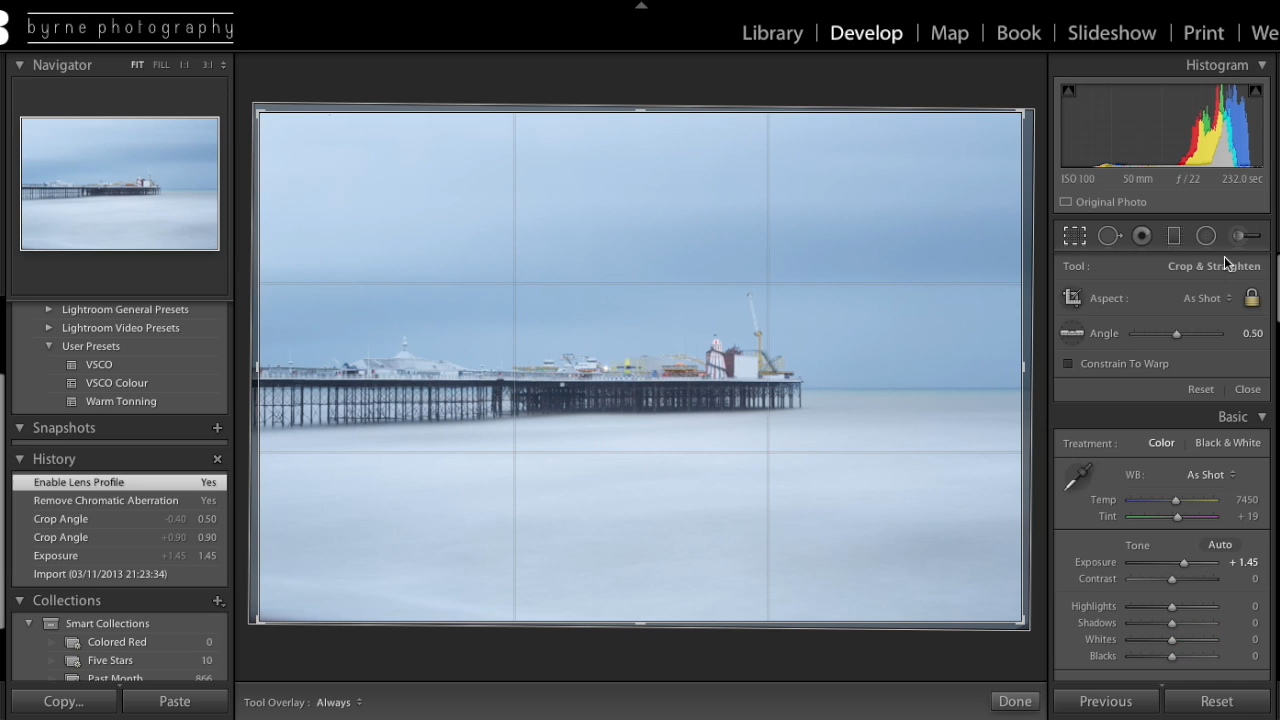 byrne photography
Library | Develop | Map | Book | Slideshow | Print | We
Navigator FIT FILL 1:1 3:1
Histogram
ISO 100 50 mm ƒ / 22 232.0 sec
Original Photo
Tool : Crop & Straighten
Aspect : As Shot
Angle 0.50
Constrain To Warp
Reset Close
Lightroom General Presets
Lightroom Video Presets
User Presets
VSCO
VSCO Colour
Warm Tonning
Snapshots
History
Enable Lens Profile Yes
Remove Chromatic Aberration Yes
Crop Angle -0.40 0.50
Crop Angle +0.90 0.90
Exposure +1.45 1.45
Import (03/11/2013 21:23:34)
Collections
Smart Collections
Colored Red 0
Five Stars 10
Past Month 866
Copy... Paste
Basic
Treatment : Color Black & White
WB: As Shot
Temp 7450
Tint + 19
Tone Auto
Exposure + 1.45
Contrast 0
Highlights 0
Shadows 0
Whites 0
Blacks 0
Tool Overlay : Always Done
Previous Reset